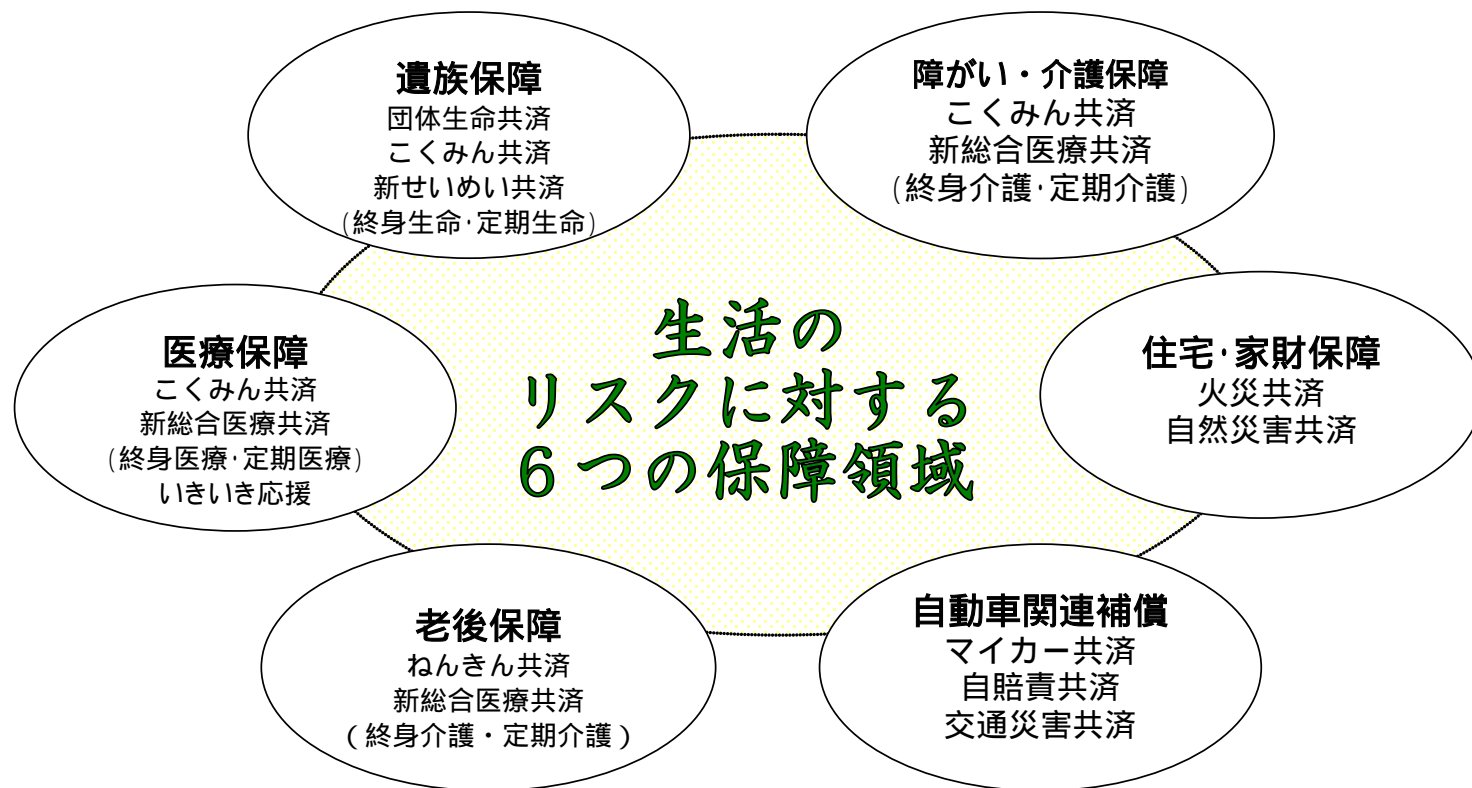 遺族保障
団体生命共済
こくみん共済
新せいめい共済
(終身生命·定期生命)
障がい・介護保障
こくみん共済
新総合医療共済
(終身介護·定期介護)
医療保障
こくみん共済
新総合医療共済
(終身医療·定期医療)
いきいき応援
生活の
リスクに対する
6つの保障領域
住宅·家財保障
火災共済
自然災害共済
老後保障
ねんきん共済
新総合医療共済
(終身介護・定期介護)
自動車関連補償
マイカー共済
自賠責共済
交通災害共済